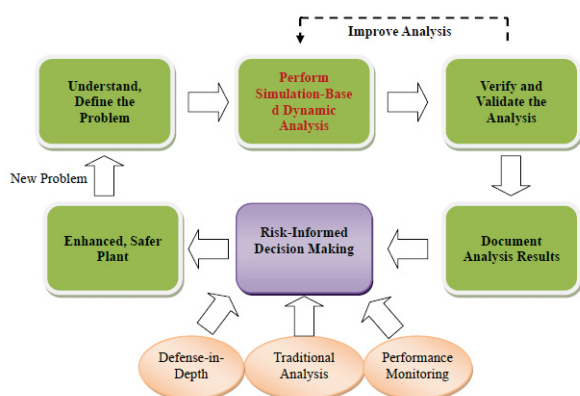 Improve Analysis
Understand,
Define the
Problem
Perform
Simulation-Base
d Dynamic
Analysis
Verify and
Validate the
Analysis
New Problem
Enhanced, Safer
Plant
Risk-Informed
Decision Making
Document
Analysis Results
Defense-in-
Depth
Traditional
Analysis
Performance
Monitoring